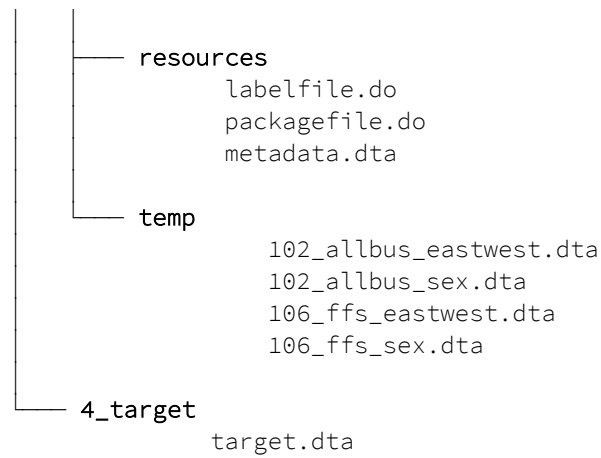 resources
labelfile.do
packagefile.do
metadata.dta
temp
102_allbus_eastwest.dta
102_allbus_sex.dta
106_ffs_eastwest.dta
106_ffs_sex.dta
4_target
target.dta